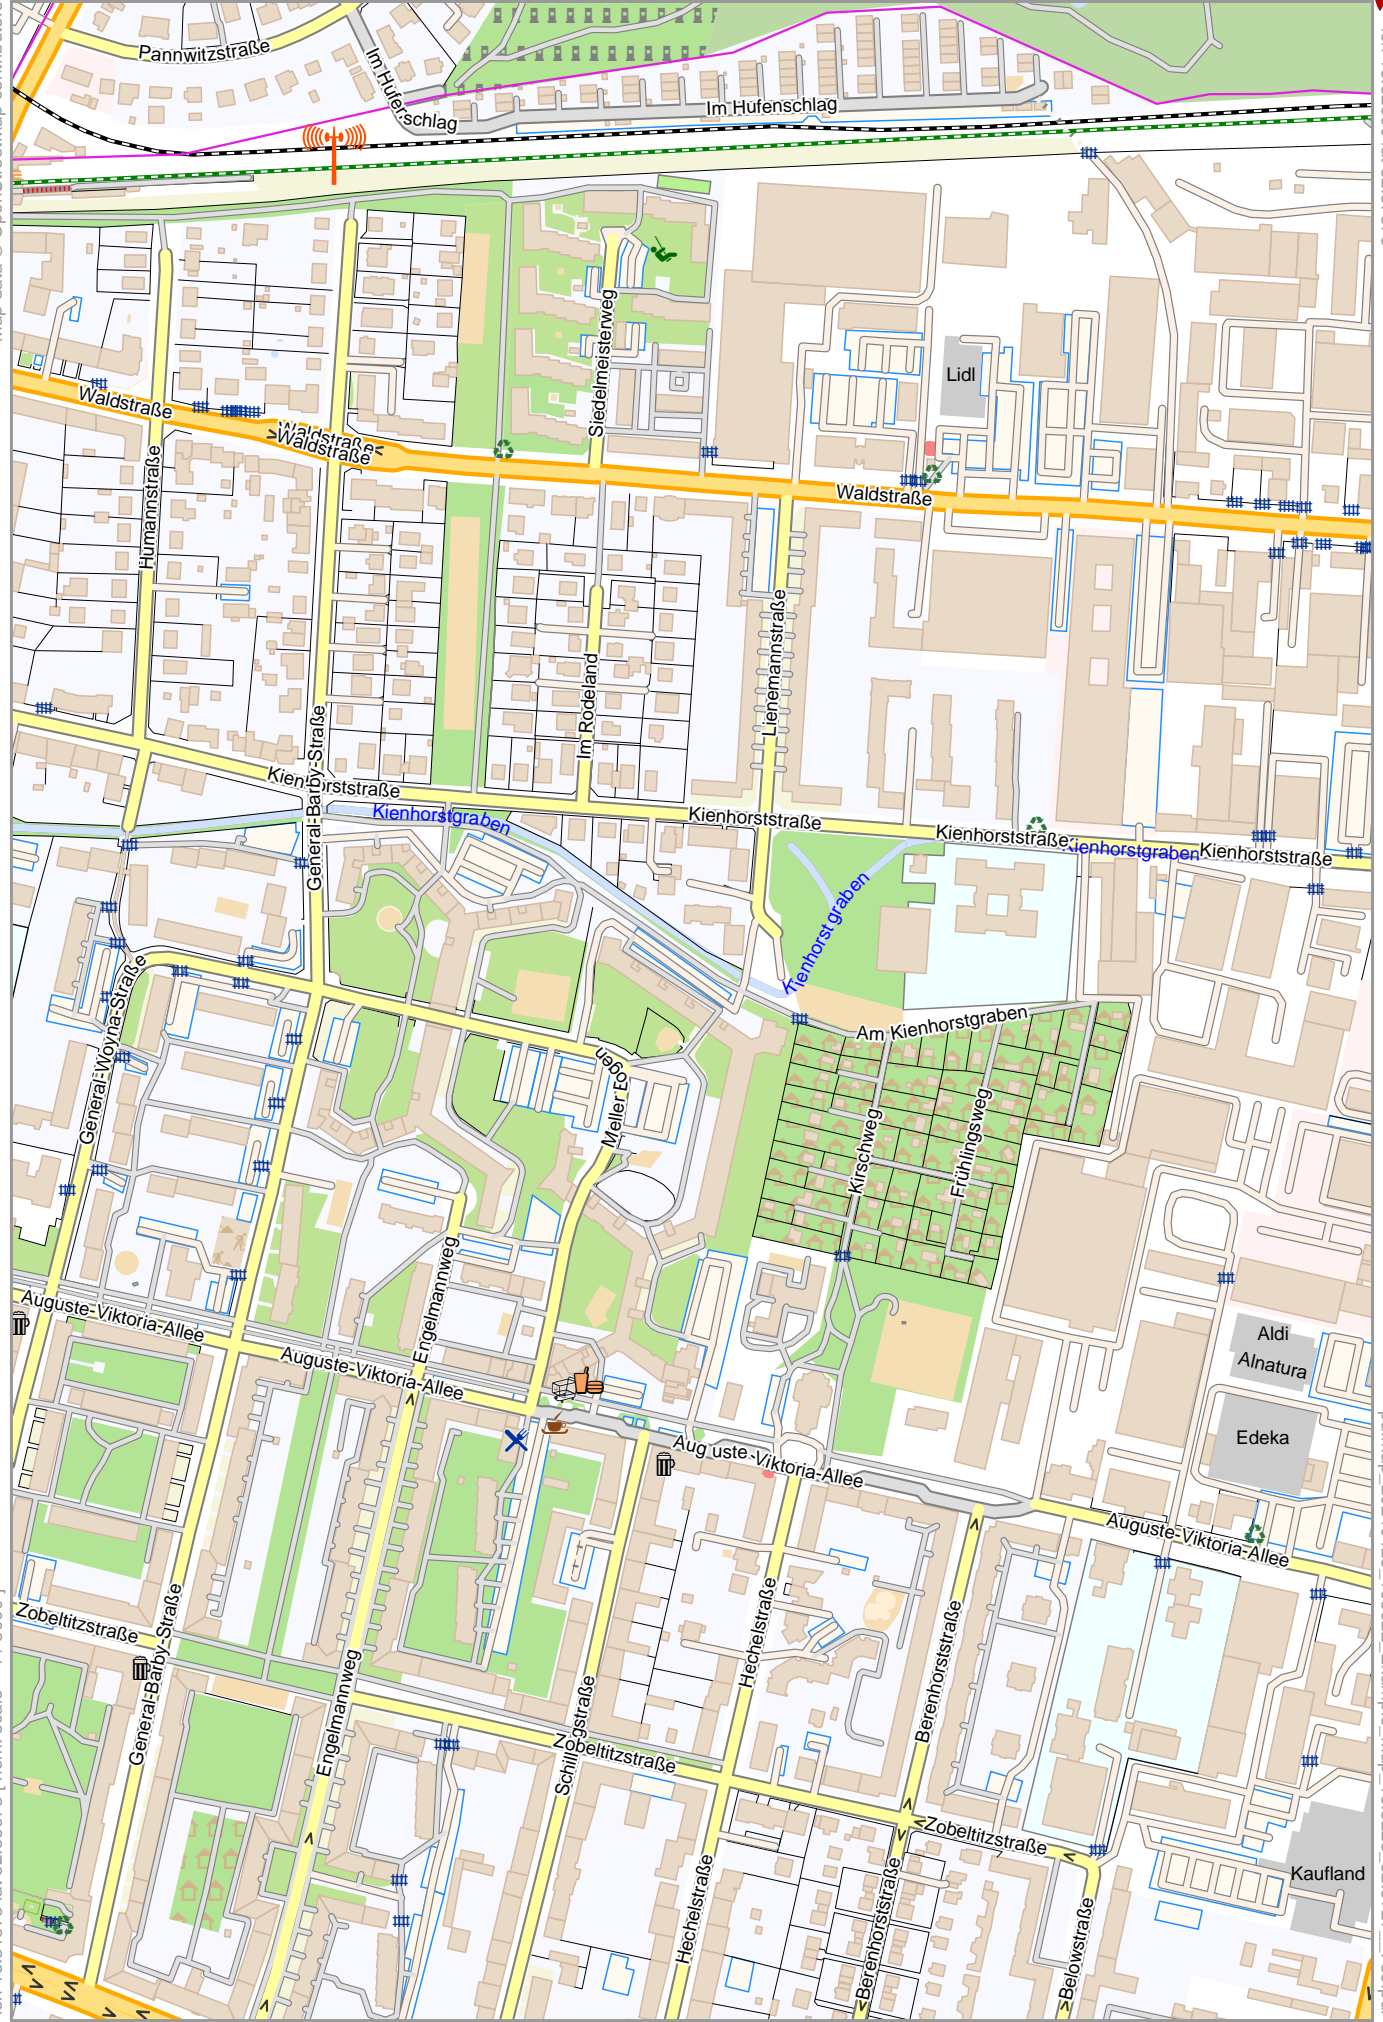 Pannwitzstraße
Im Hufenschlag
Im Hufenschlag
Lidl
Siedelmeisterweg
Waldstraße
Waldstraße
Waldstraße
Waldstraße
Humannstraße
Lienemannstraße
Im Rodeland
General-Barby-Straße
Kienhorststraße
Kienhorstgraben
Kienhorststraße
Kienhorststraße
Kienhorstgraben
Kienhorststraße
Kienhorstgraben
General-Woyna-Straße
Am Kienhorstgraben
Meller Bogen
Kirschweg
Frühlingsweg
Engelmannweg
Auguste-Viktoria-Allee
Auguste-Viktoria-Allee
Aldi
Alnatura
Edeka
Auguste-Viktoria-Allee
Auguste-Viktoria-Allee
Zobeltitzstraße
General-Barby-Straße
Engelmannweg
Schillingstraße
Zobeltitzstraße
Hechelstraße
Berenhorststraße
Zobeltitzstraße
Kaufland
Hechelstraße
Berenhorststraße
Belowstraße